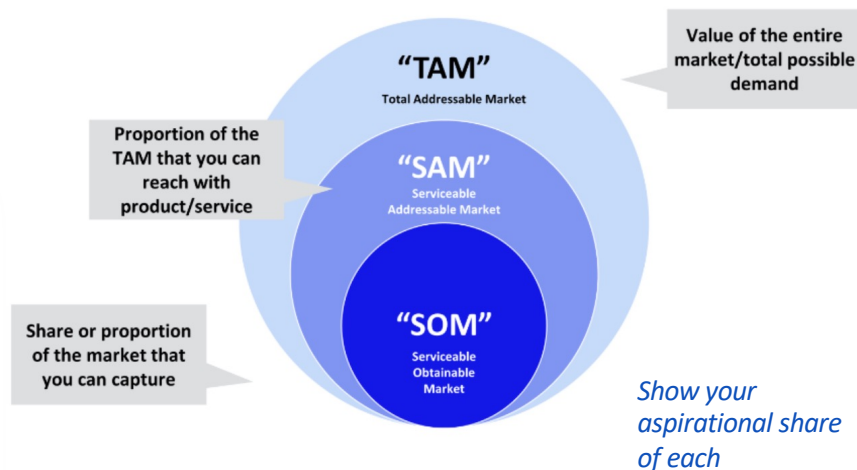 Value of the entire
market/total possible
demand
“TAM”
Total Addressable Market
Proportion of the
TAM that you can
reach with
product/service
“SAM”
Serviceable
Addressable Market
“SOM”
Serviceable
Obtainable
Market
Share or proportion
of the market that
you can capture
Show your
aspirational share
of each